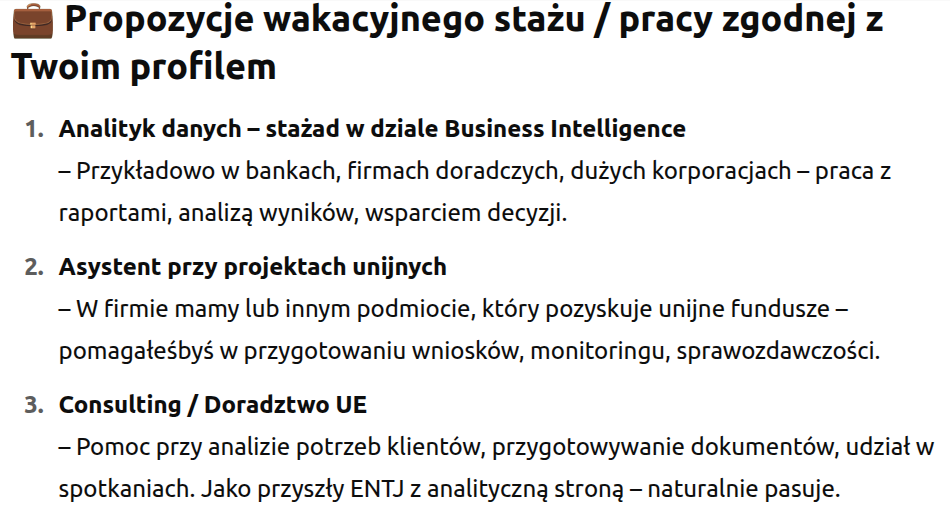 💼 Propozycje wakacyjnego stażu / pracy zgodnej z
Twoim profilem
1. Analityk danych – stażad w dziale Business Intelligence
– Przykładowo w bankach, firmach doradczych, dużych korporacjach – praca z
raportami, analizą wyników, wsparciem decyzji.
2. Asystent przy projektach unijnych
– W firmie mamy lub innym podmiocie, który pozyskuje unijne fundusze –
pomagałeśbyś w przygotowaniu wniosków, monitoringu, sprawozdawczości.
3. Consulting / Doradztwo UE
– Pomoc przy analizie potrzeb klientów, przygotowywanie dokumentów, udział w
spotkaniach. Jako przyszły ENTJ z analityczną stroną – naturalnie pasuje.